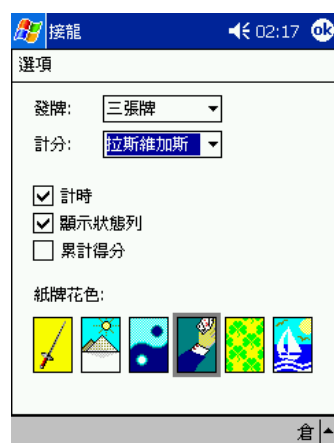 接龍 02:17 ok
選項
發牌: 三張牌
計分: 拉斯維加斯
計時
顯示狀態列
累計得分
紙牌花色:
倉